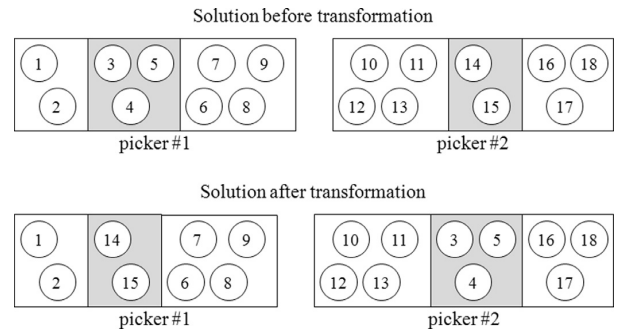 Solution before transformation
1 3 5 7 9 10 11 14 16 18
2 4 6 8 12 13 15 17
picker #1 picker #2
Solution after transformation
1 14 7 9 10 11 3 5 16 18
2 15 6 8 12 13 4 17
picker #1 picker #2